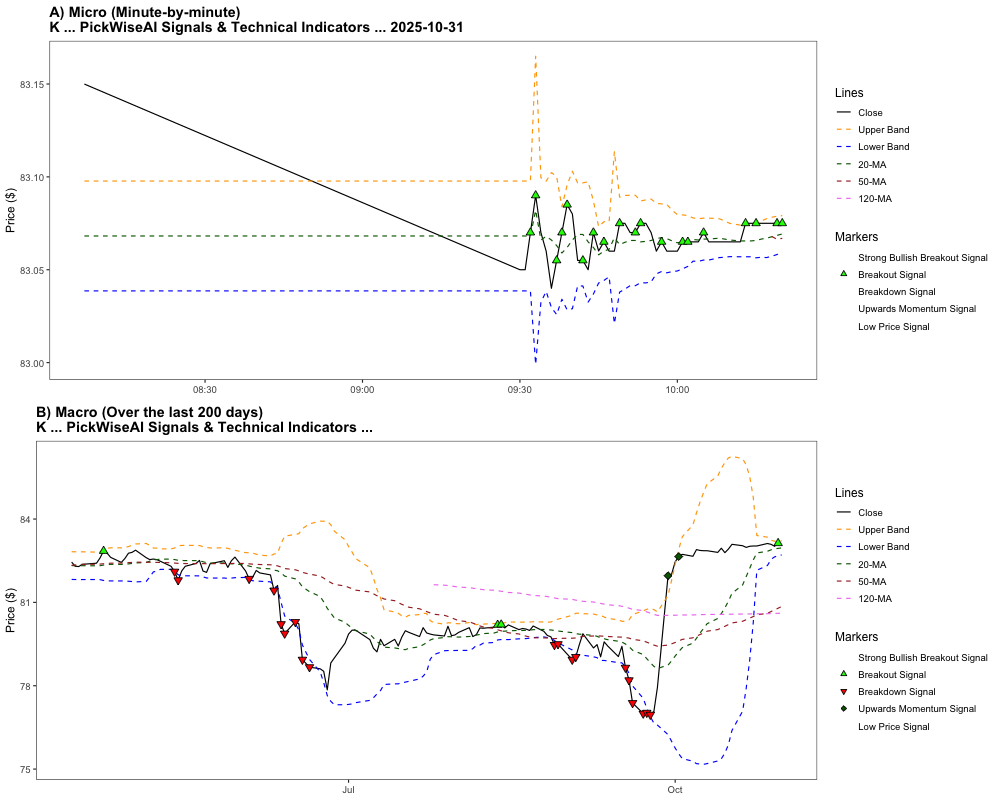 A) Micro (Minute-by-minute)
K ... PickWiseAI Signals & Technical Indicators ... 2025-10-31
Price ($)
83.15
83.10
83.05
83.00
08:30
09:00
09:30
10:00
Lines
Close
Upper Band
Lower Band
20-MA
50-MA
120-MA
Markers
Strong Bullish Breakout Signal
Breakout Signal
Breakdown Signal
Upwards Momentum Signal
Low Price Signal
B) Macro (Over the last 200 days)
K ... PickWiseAI Signals & Technical Indicators ...
Price ($)
84
81
78
75
Jul
Oct
Lines
Close
Upper Band
Lower Band
20-MA
50-MA
120-MA
Markers
Strong Bullish Breakout Signal
Breakout Signal
Breakdown Signal
Upwards Momentum Signal
Low Price Signal